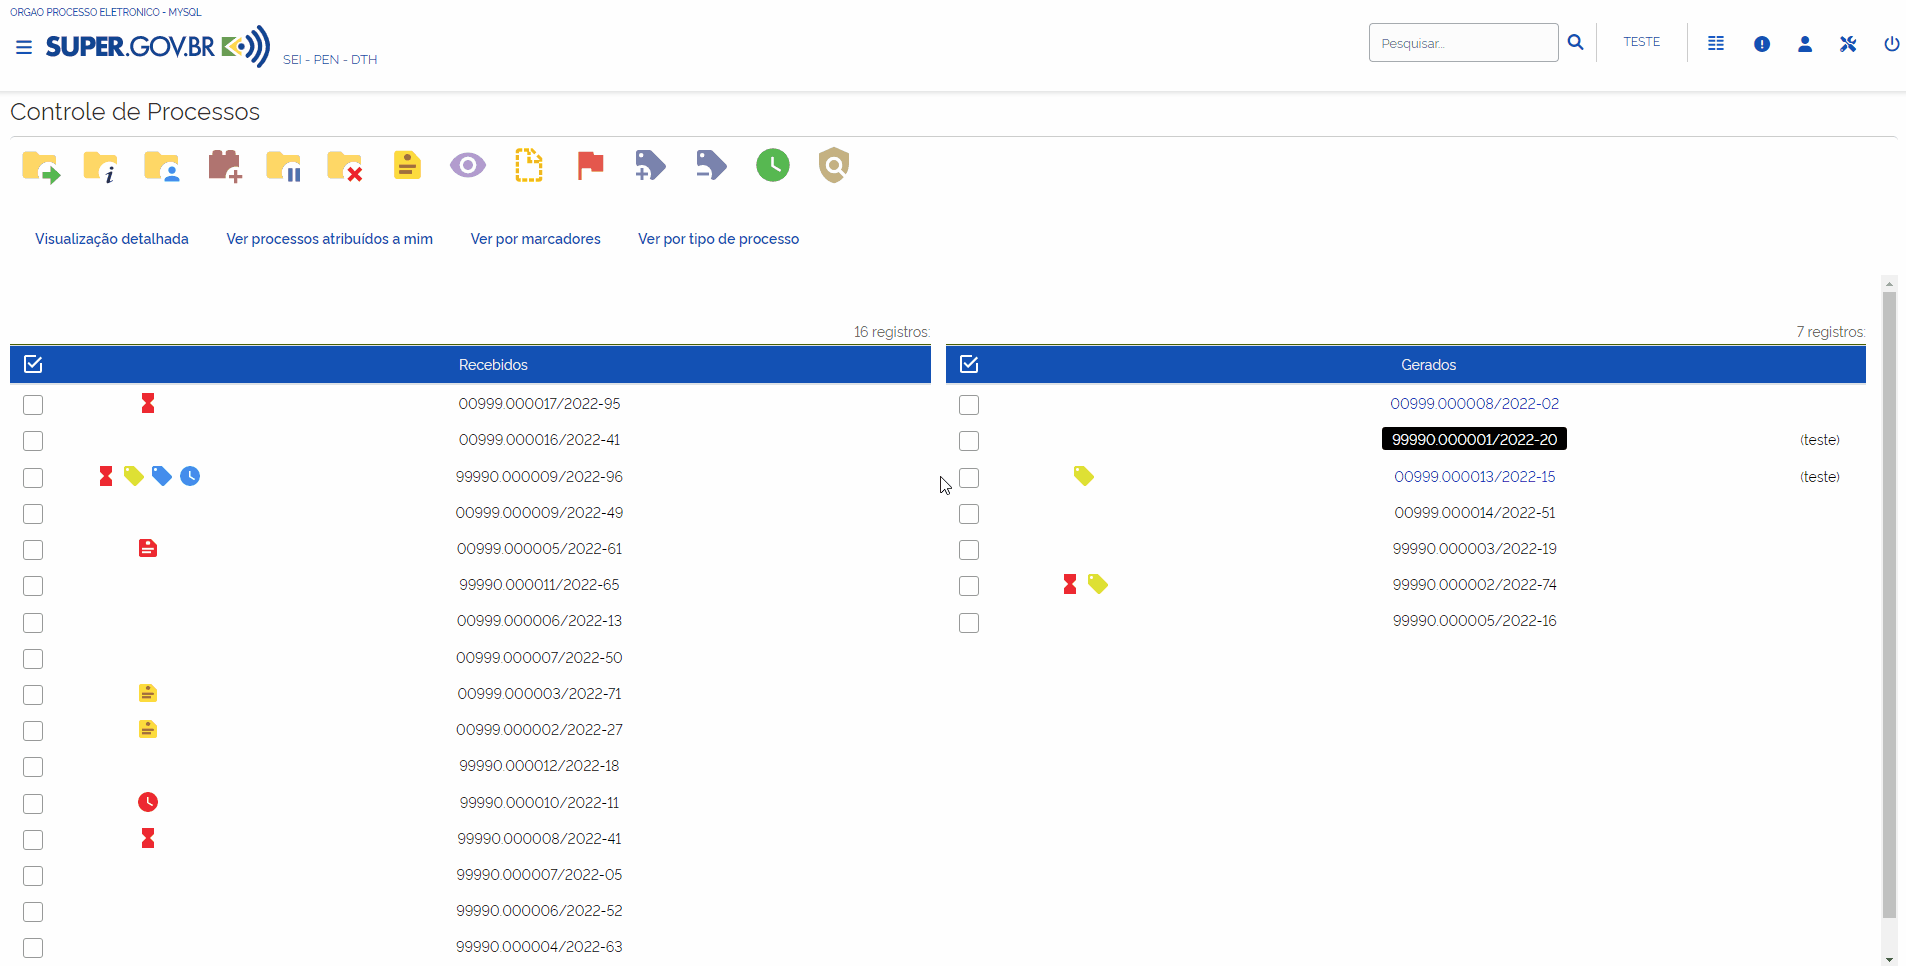 ORGAO PROCESSO ELETRONICO - MYSQL
SUPER.GOV.BR
SEI - PEN - DTH
Pesquisar...
TESTE
Controle de Processos
Visualização detalhada
Ver processos atribuídos a mim
Ver por marcadores
Ver por tipo de processo
16 registros:
Recebidos
00999.000017/2022-95
00999.000016/2022-41
99990.000009/2022-96
00999.000009/2022-49
00999.000005/2022-61
99990.000011/2022-65
00999.000006/2022-13
00999.000007/2022-50
00999.000003/2022-71
00999.000002/2022-27
99990.000012/2022-18
99990.000010/2022-11
99990.000008/2022-41
99990.000007/2022-05
99990.000006/2022-52
99990.000004/2022-63
7 registros:
Gerados
00999.000008/2022-02
99990.000001/2022-20 (teste)
00999.000013/2022-15 (teste)
00999.000014/2022-51
99990.000003/2022-19
99990.000002/2022-74
99990.000005/2022-16